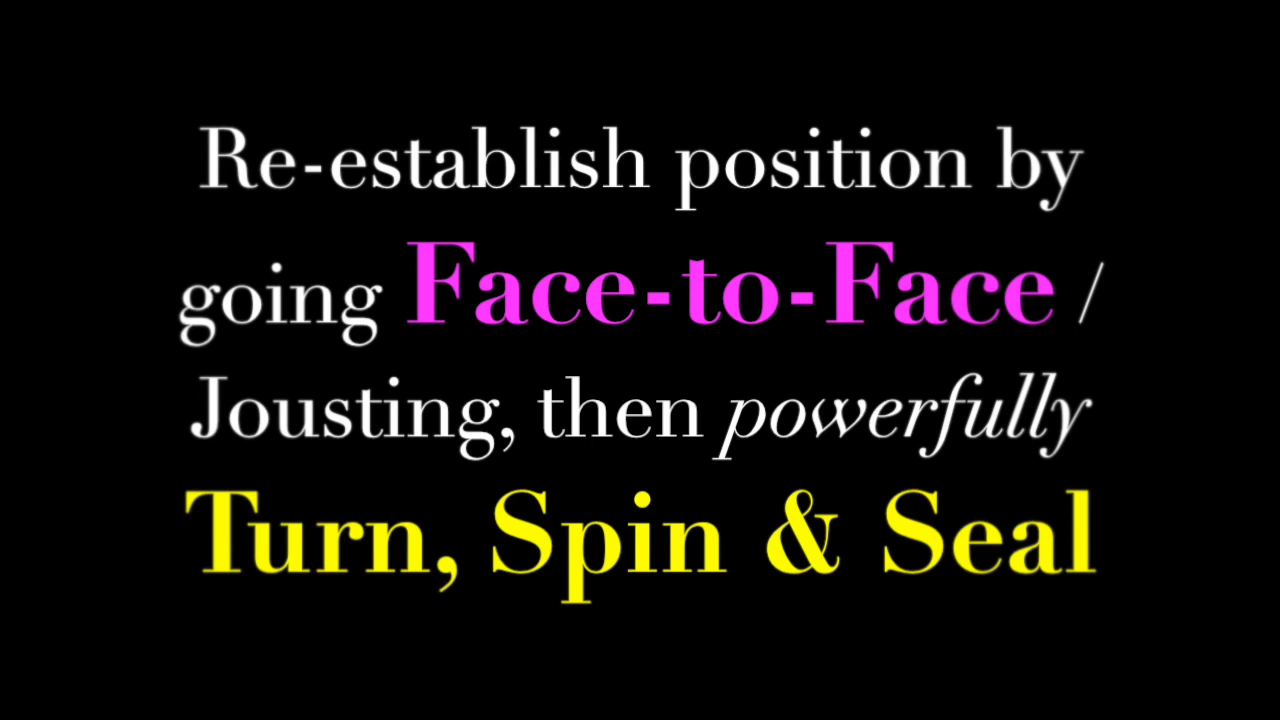 Re-establish position by
going Face-to-Face /
Jousting, then powerfully
Turn, Spin & Seal